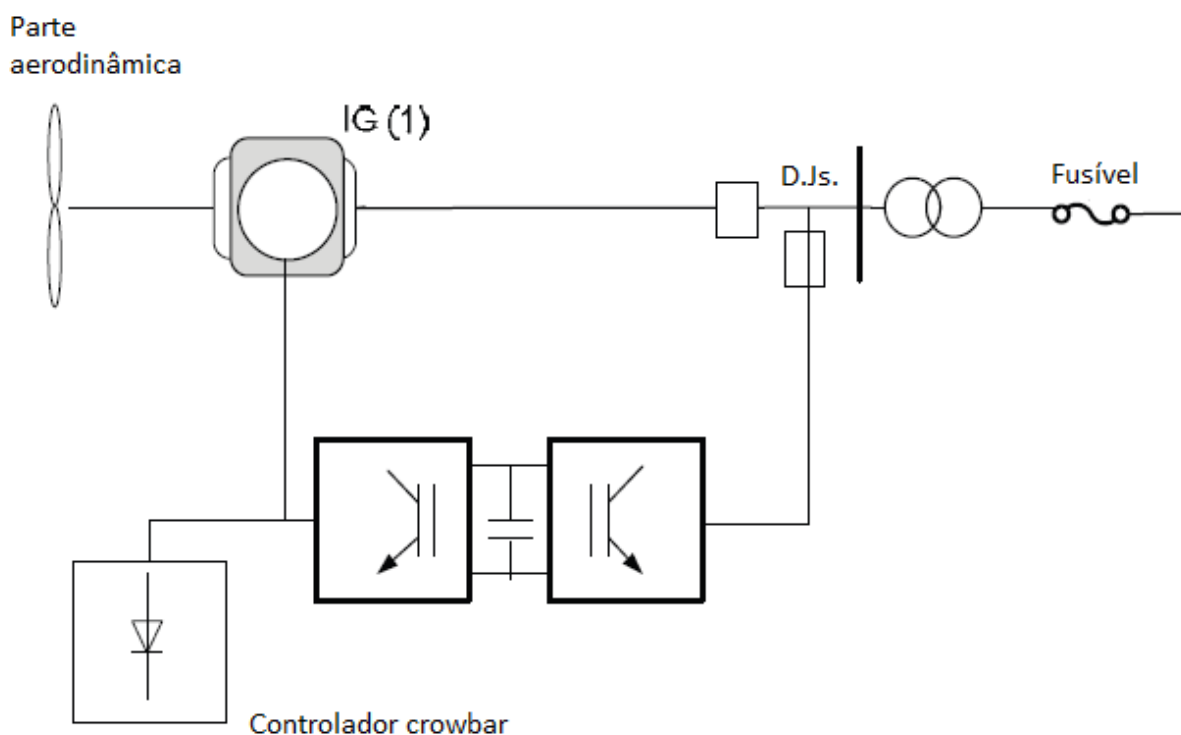 Parte
aerodinâmica
IG (1)
D.Js.
Fusível
Controlador crowbar